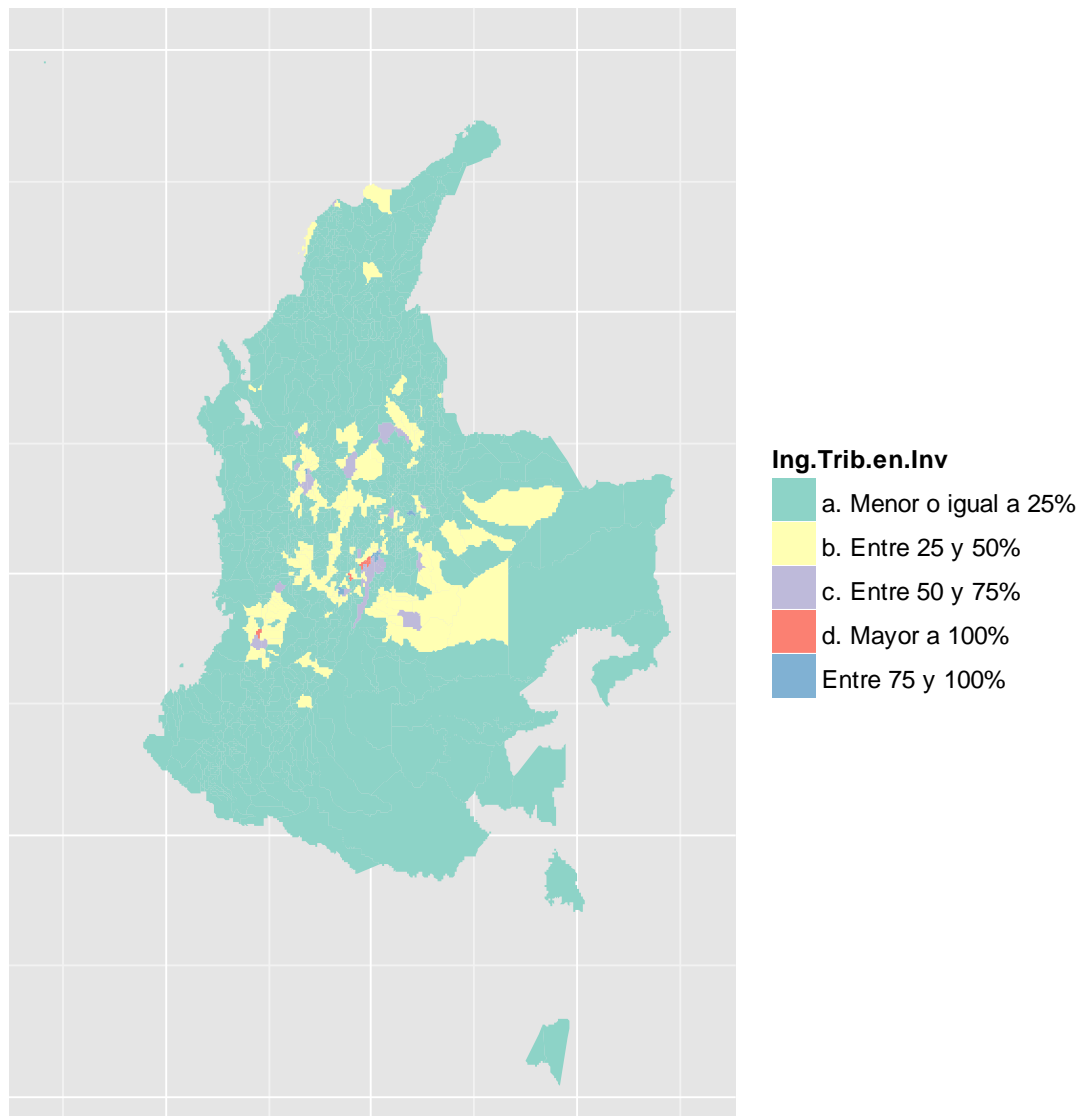 Ing.Trib.en.Inv
a. Menor o igual a 25%
b. Entre 25 y 50%
c. Entre 50 y 75%
d. Mayor a 100%
Entre 75 y 100%